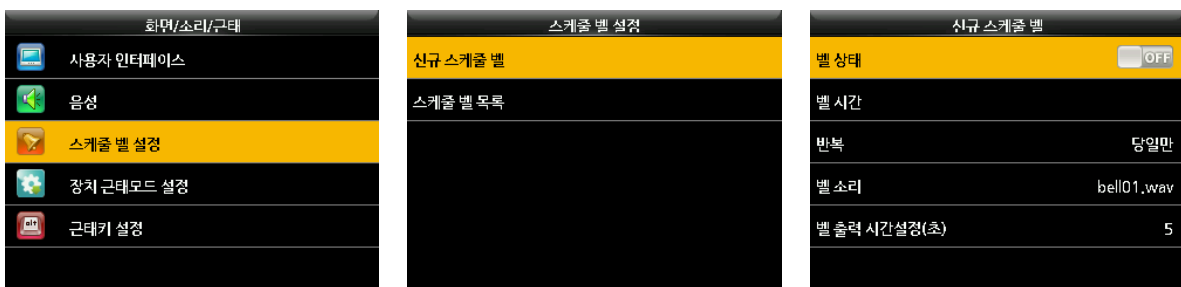 화면/소리/근태
사용자 인터페이스
음성
스케줄 벨 설정
장치 근태모드 설정
alt
근태키 설정
스케줄 벨 설정
신규 스케줄 벨
스케줄 벨 목록
신규 스케줄 벨
벨 상태 OFF
벨 시간
반복 당일만
벨 소리 bell01.wav
벨 출력 시간설정(초) 5